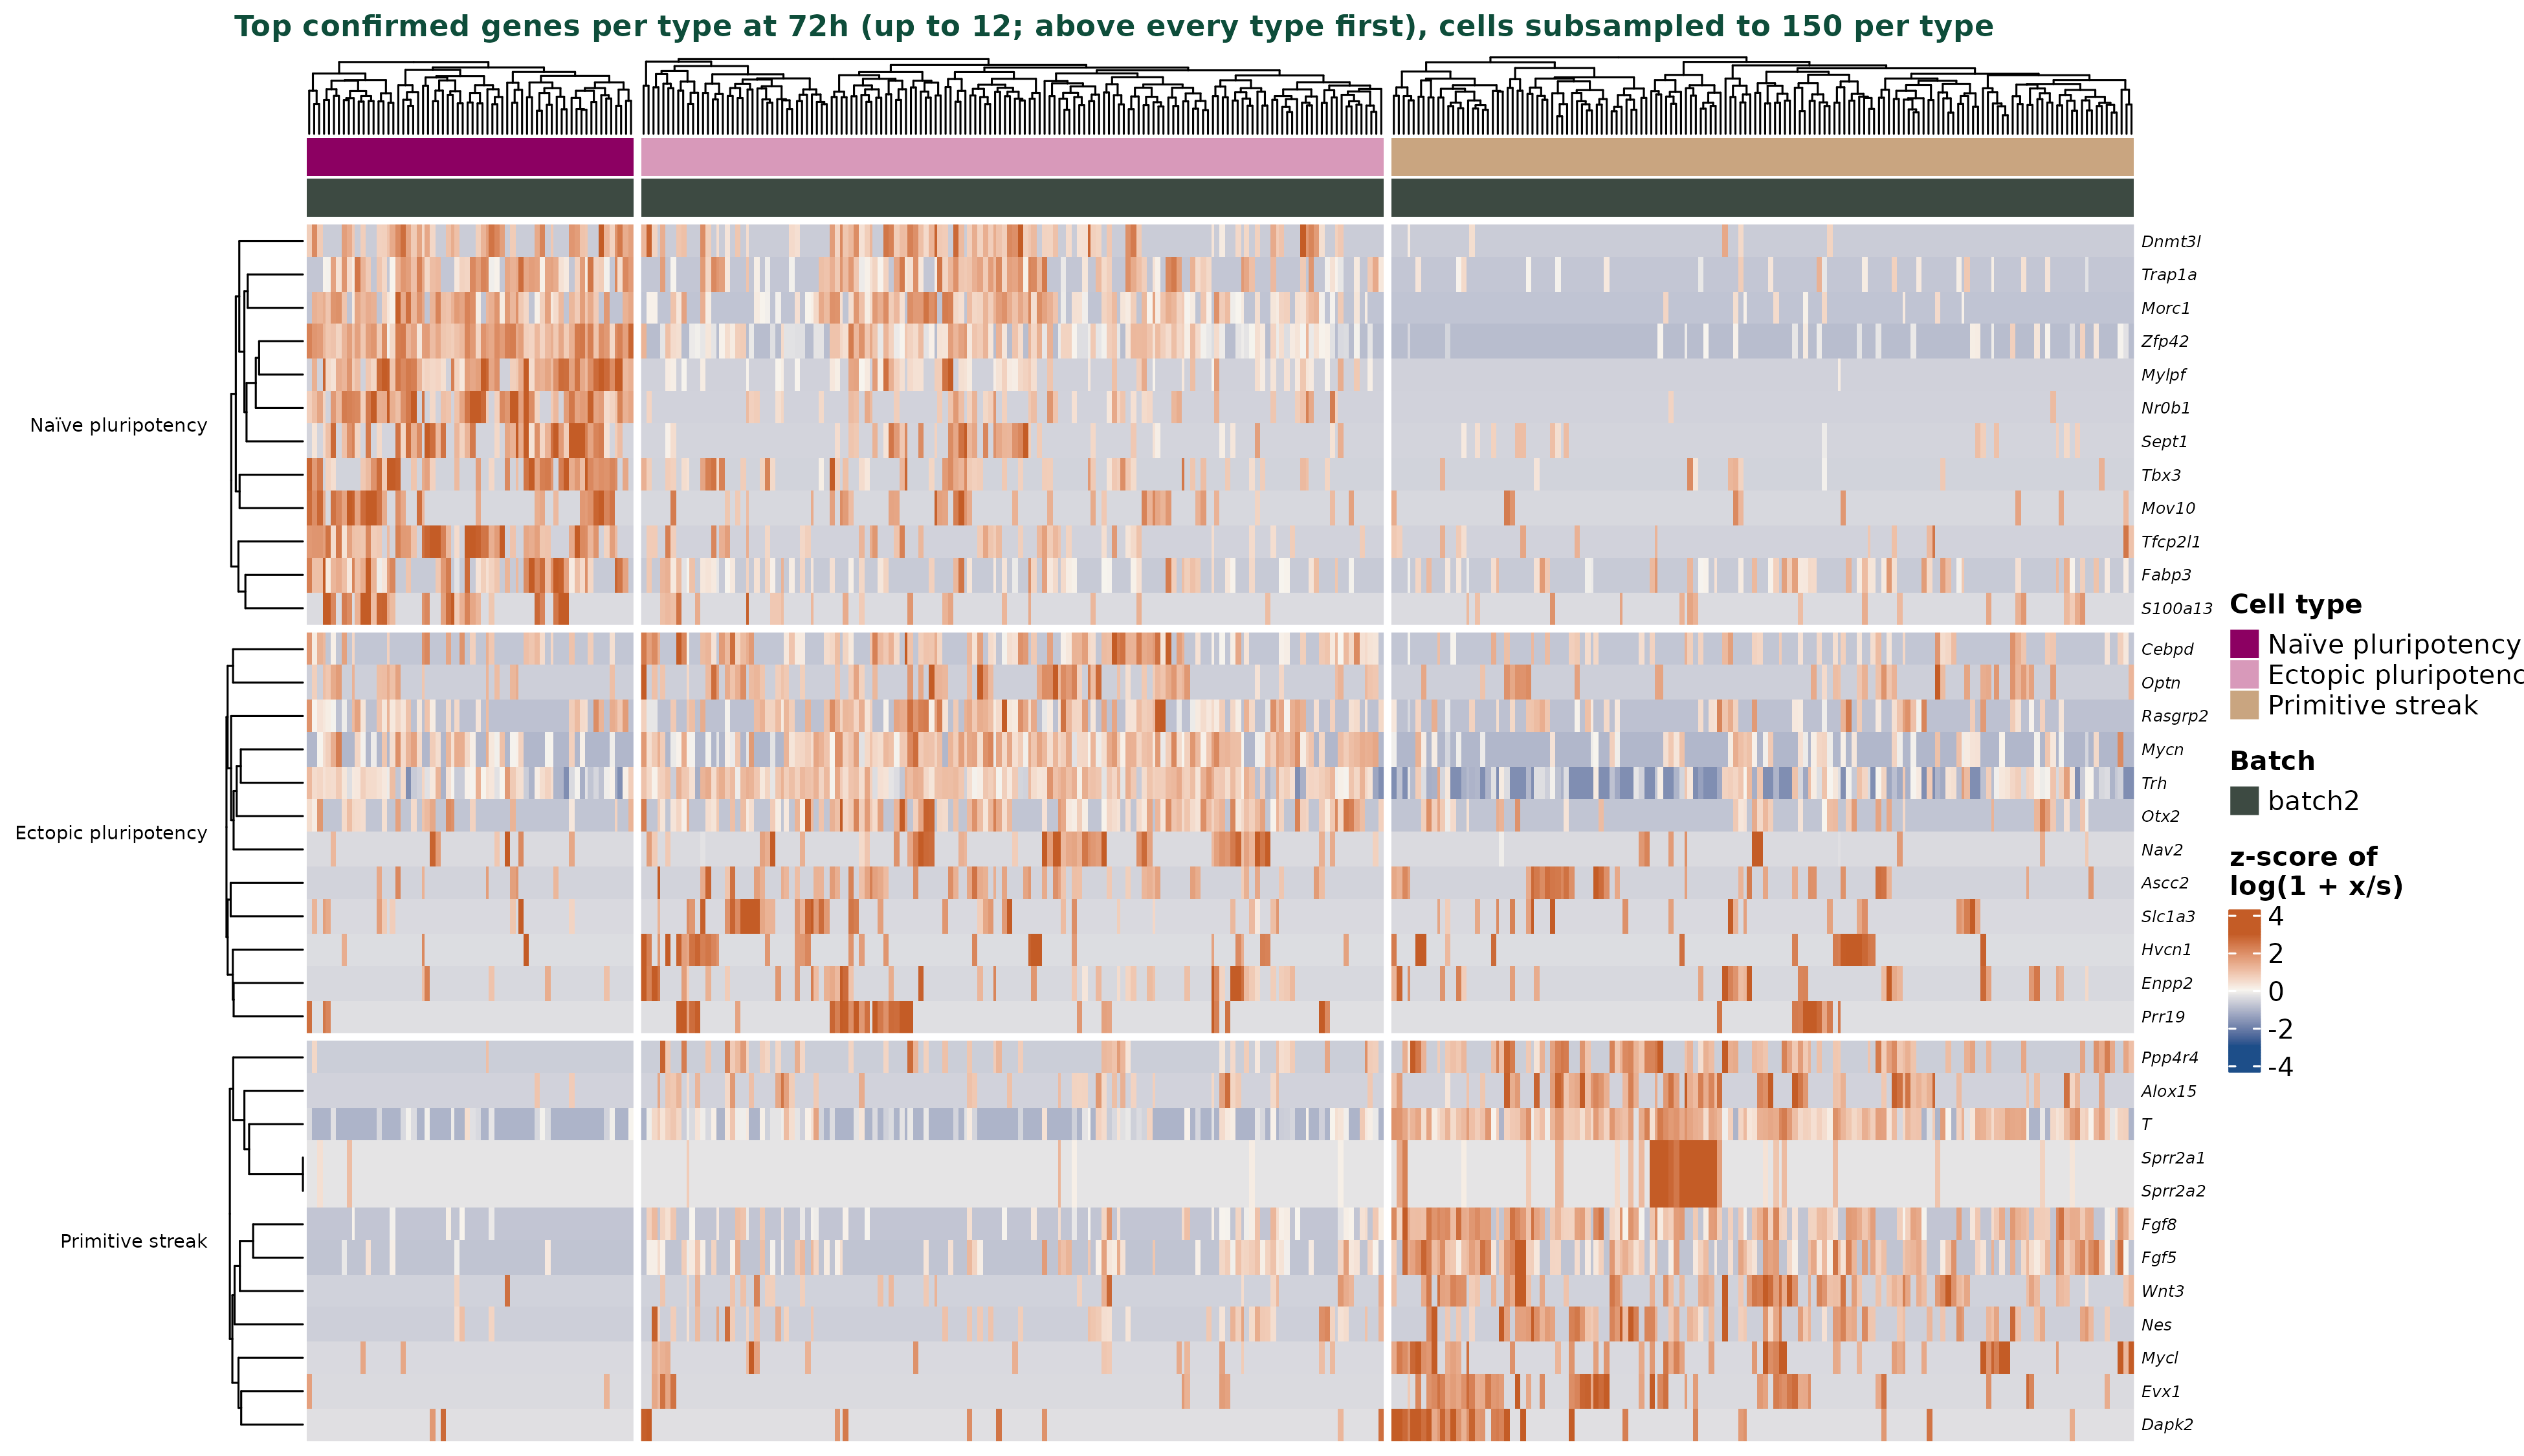 Top confirmed genes per type at 72h (up to 12; above every type first), cells subsampled to 150 per type
Naïve pluripotency
Dnmt3l
Trap1a
Morc1
Zfp42
Mylpf
Nr0b1
Sept1
Tbx3
Mov10
Tfcp2l1
Fabp3
S100a13
Ectopic pluripotency
Cebpd
Optn
Rasgrp2
Mycn
Trh
Otx2
Nav2
Ascc2
Slc1a3
Hvcn1
Enpp2
Prr19
Primitive streak
Ppp4r4
Alox15
T
Sprr2a1
Sprr2a2
Fgf8
Fgf5
Wnt3
Nes
Mycl
Evx1
Dapk2
Cell type
Naïve pluripotency
Ectopic pluripotenc
Primitive streak
Batch
batch2
z-score of
log(1 + x/s)
4
2
0
-2
-4